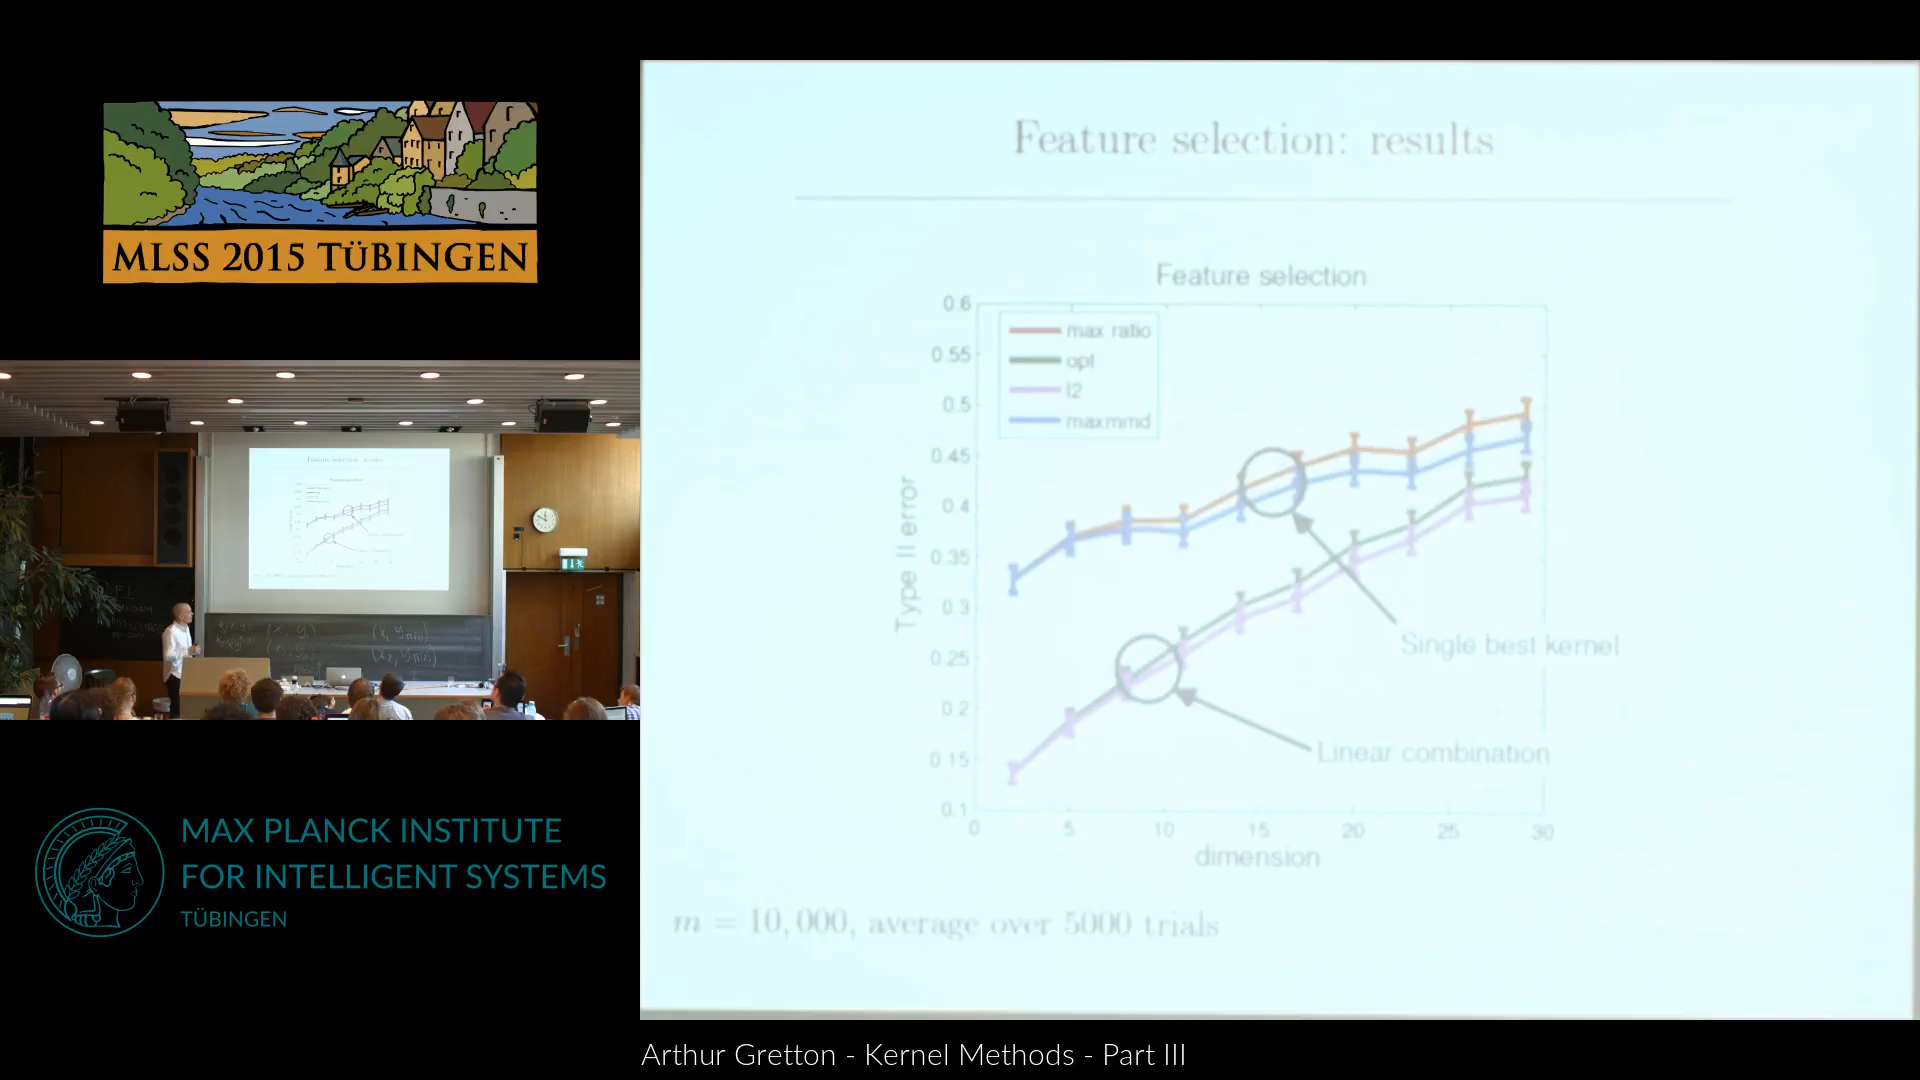 MLSS 2015 TÜBINGEN
MAX PLANCK INSTITUTE
FOR INTELLIGENT SYSTEMS
TÜBINGEN
Feature selection: results
Feature selection
max ratio
opt
l2
maxmmd
0.6
0.55
0.5
0.45
0.4
0.35
0.3
0.25
0.2
0.15
0.1
Type II error
0
5
10
15
20
25
30
dimension
Single best kernel
Linear combination
m = 10,000, average over 5000 trials
Arthur Gretton - Kernel Methods - Part III